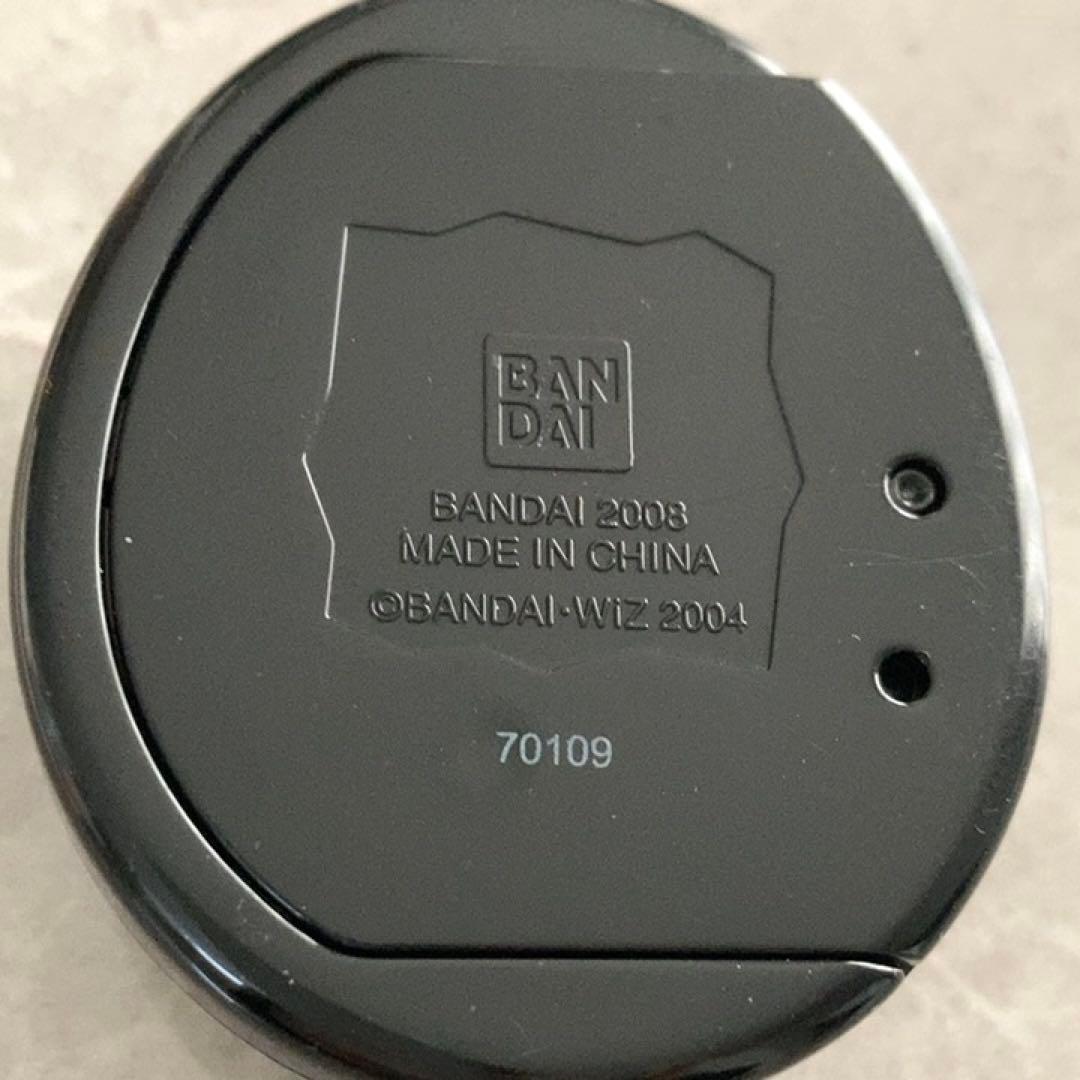 BAN
DAI
BANDAI 2008
MADE IN CHINA
©BANDAI·WiZ 2004
70109